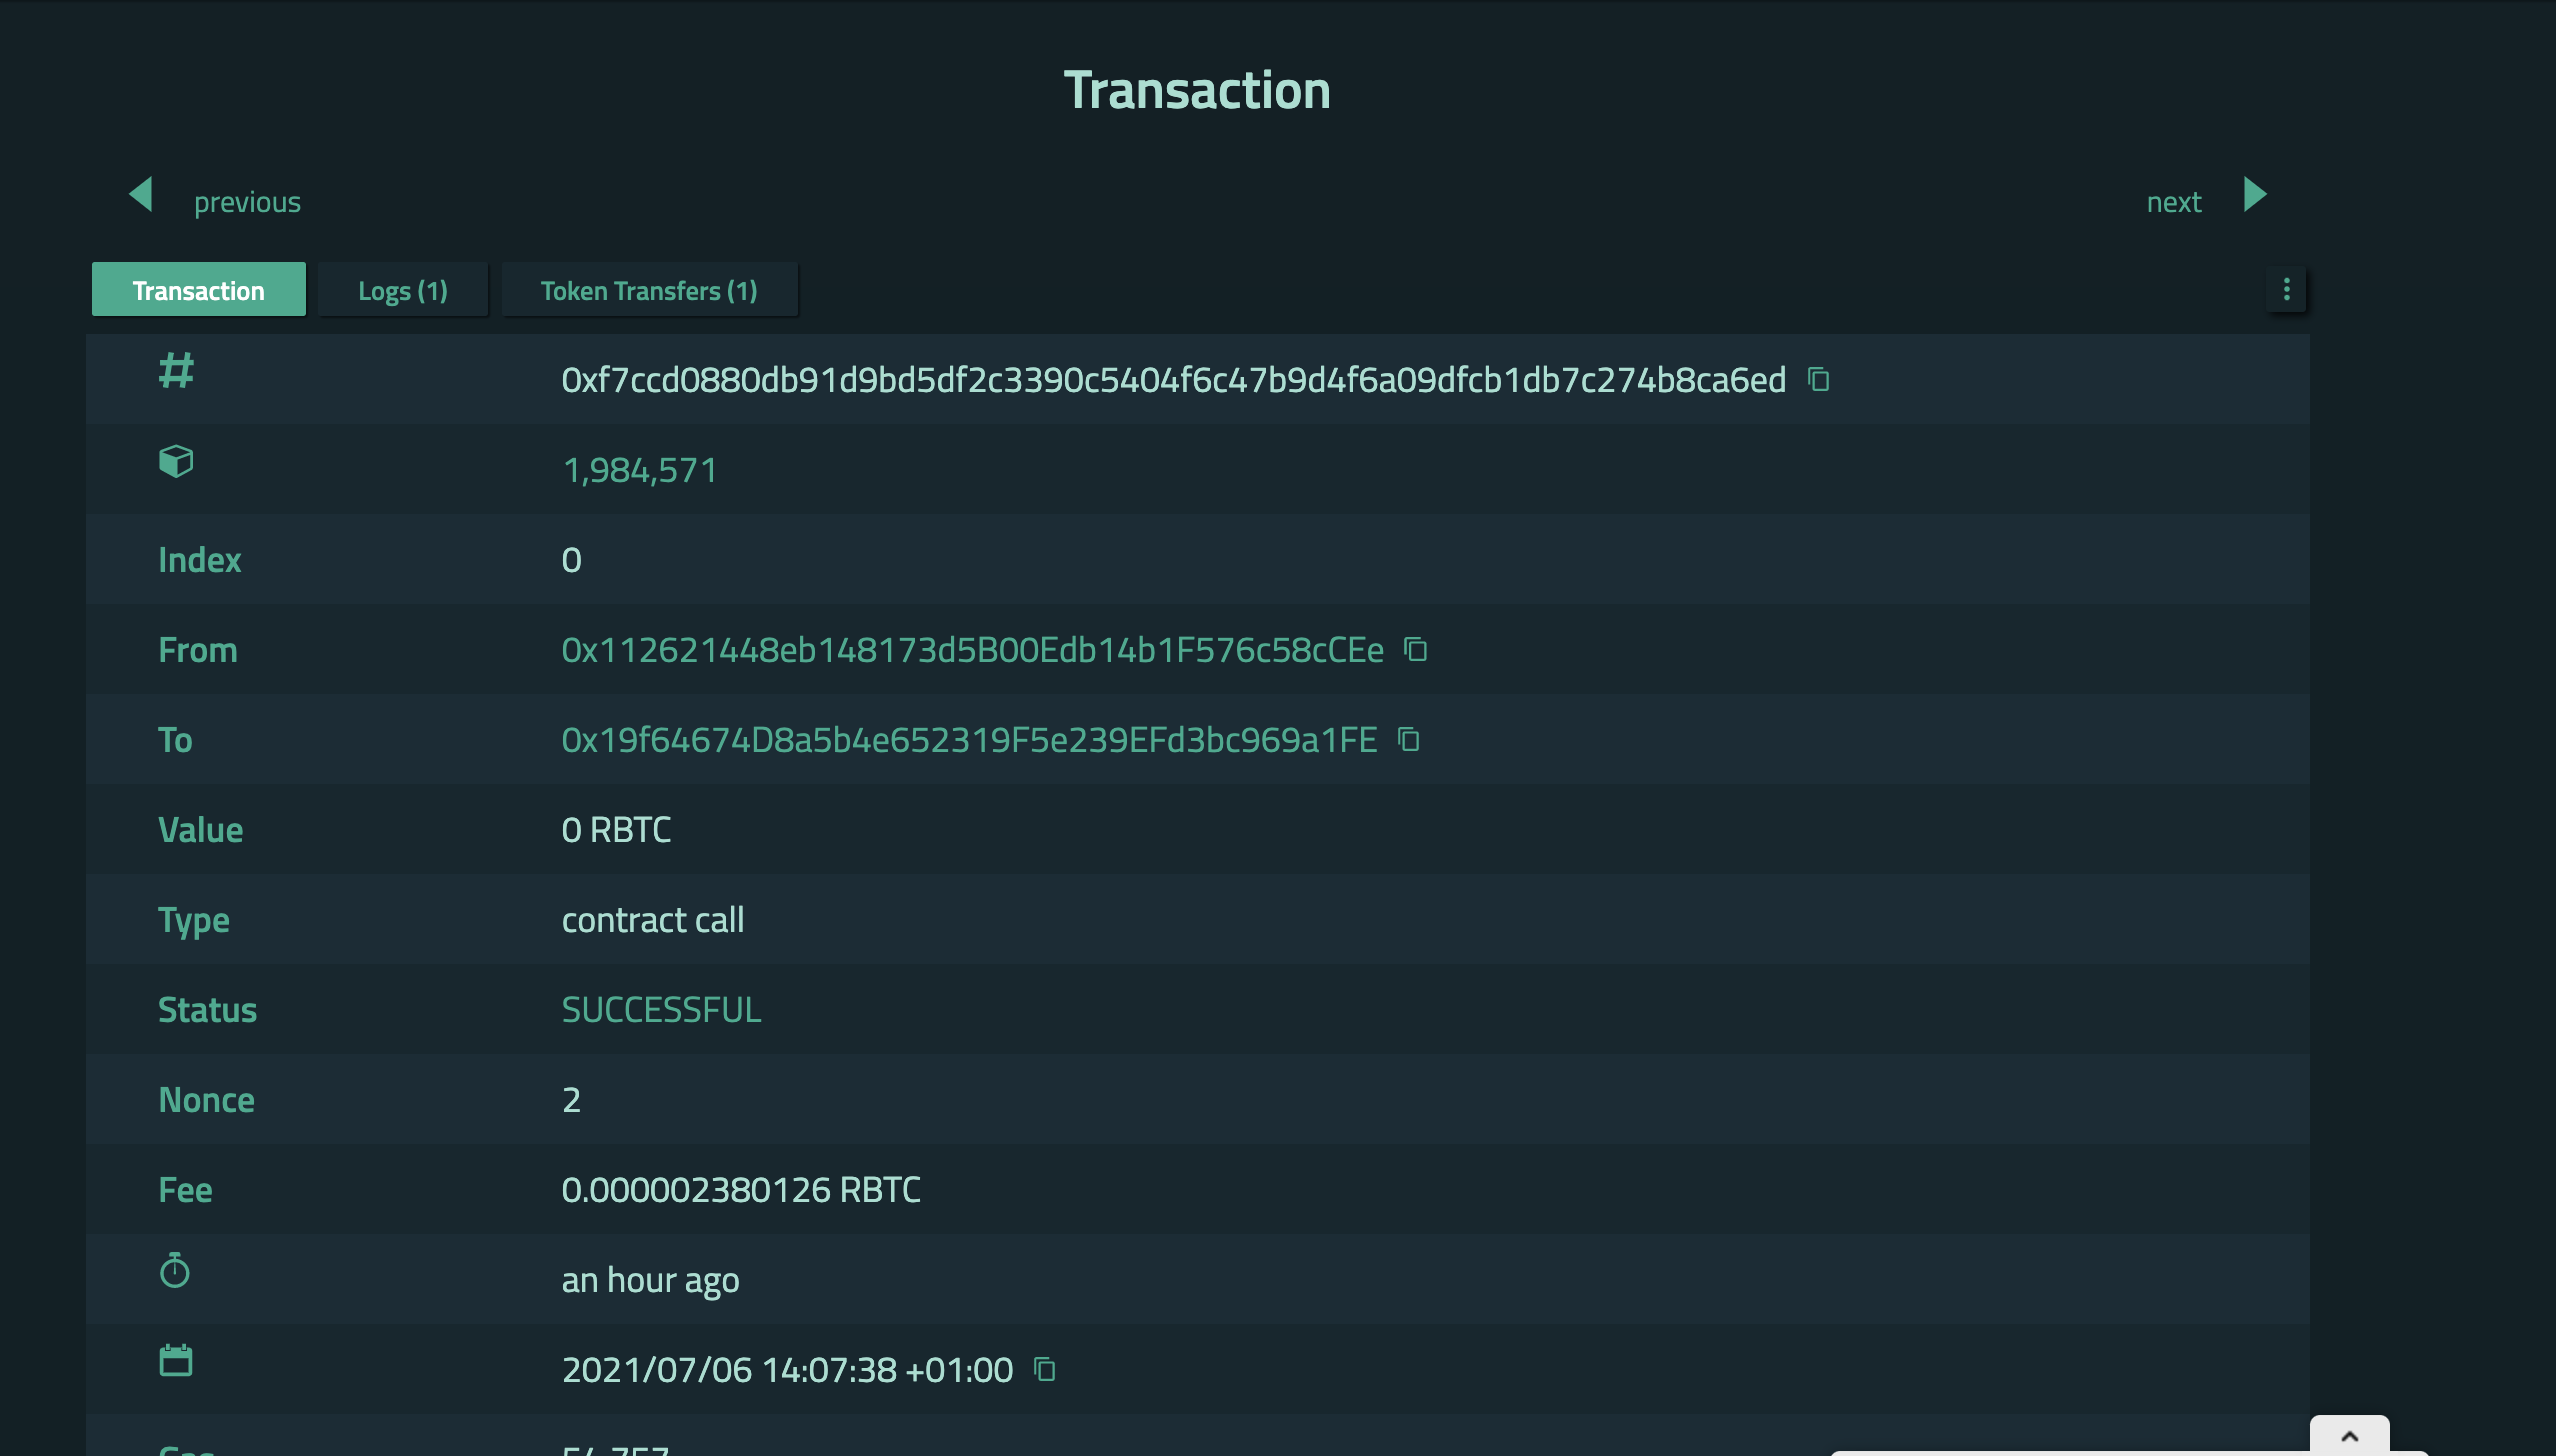 Transaction
previous
next
Transaction
Logs (1)
Token Transfers (1)
# 0xf7ccd0880db91d9bd5df2c3390c5404f6c47b9d4f6a09dfcb1db7c274b8ca6ed
1,984,571
Index 0
From 0x112621448eb148173d5B00Edb14b1F576c58cCEe
To 0x19f64674D8a5b4e652319F5e239EFd3bc969a1FE
Value 0 RBTC
Type contract call
Status SUCCESSFUL
Nonce 2
Fee 0.000002380126 RBTC
an hour ago
2021/07/06 14:07:38 +01:00